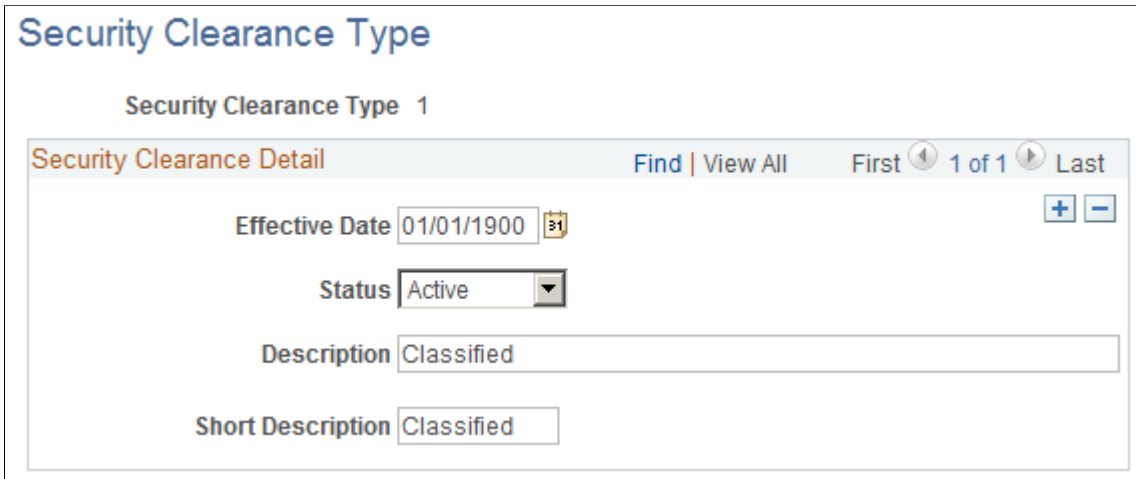 Security Clearance Type
Security Clearance Type 1
Security Clearance Detail Find | View All First 1 of 1 Last
Effective Date 01/01/1900 31
Status Active
Description Classified
Short Description Classified